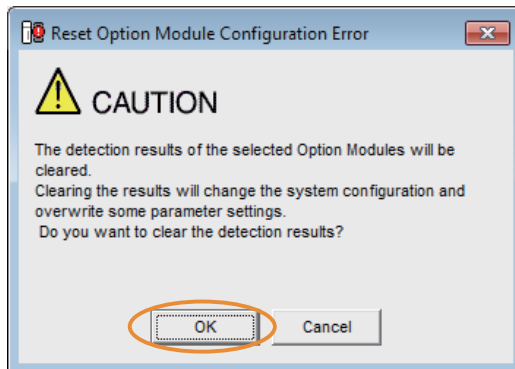 Reset Option Module Configuration Error
CAUTION
The detection results of the selected Option Modules will be
cleared.
Clearing the results will change the system configuration and
overwrite some parameter settings.
Do you want to clear the detection results?
OK Cancel